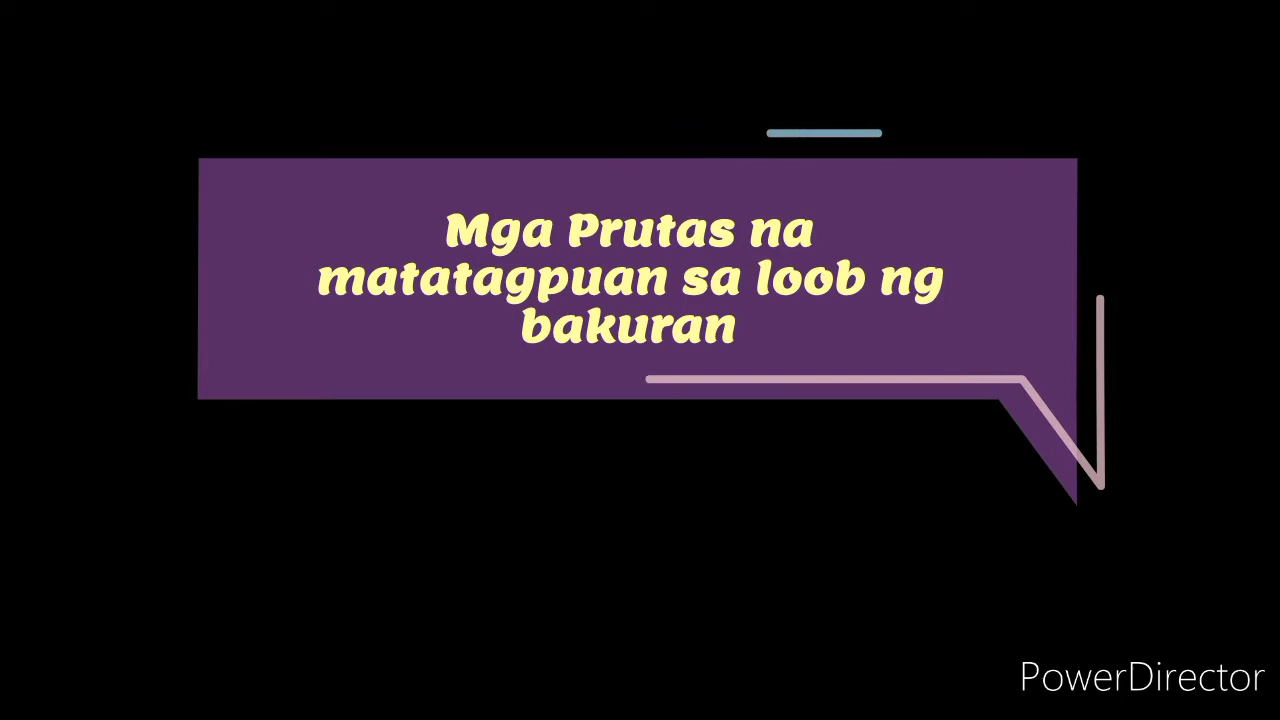 Mga Prutas na
matatagpuan sa loob ng
bakuran
PowerDirector